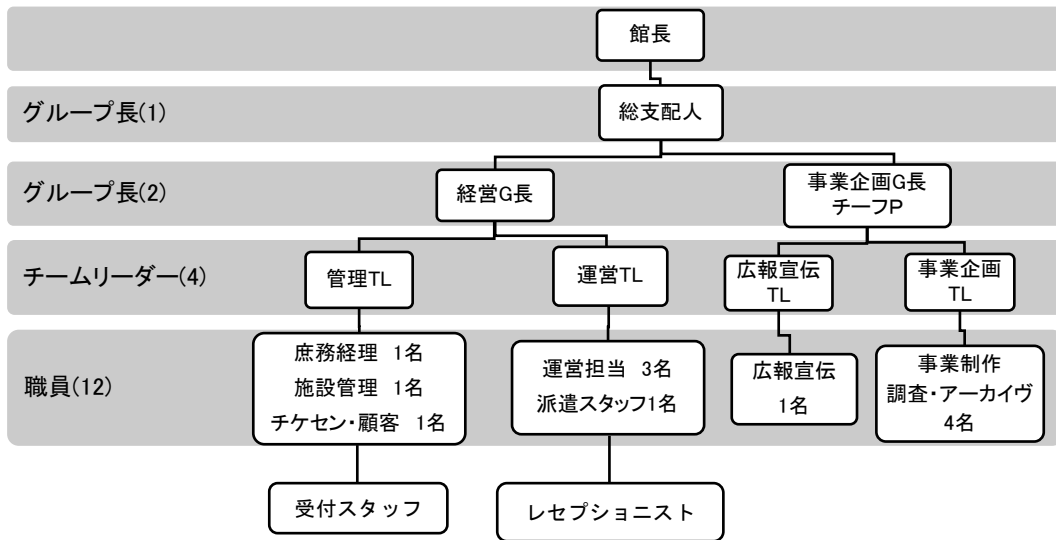 館長
グループ長(1)
総支配人
グループ長(2)
経営G長
事業企画G長
チーフP
チームリーダー(4)
管理TL
運営TL
広報宣伝
TL
事業企画
TL
職員(12)
庶務経理 1名
施設管理 1名
チケセン・顧客 1名
運営担当 3名
派遣スタッフ1名
広報宣伝
1名
事業制作
調査・アーカイヴ
4名
受付スタッフ
レセプショニスト